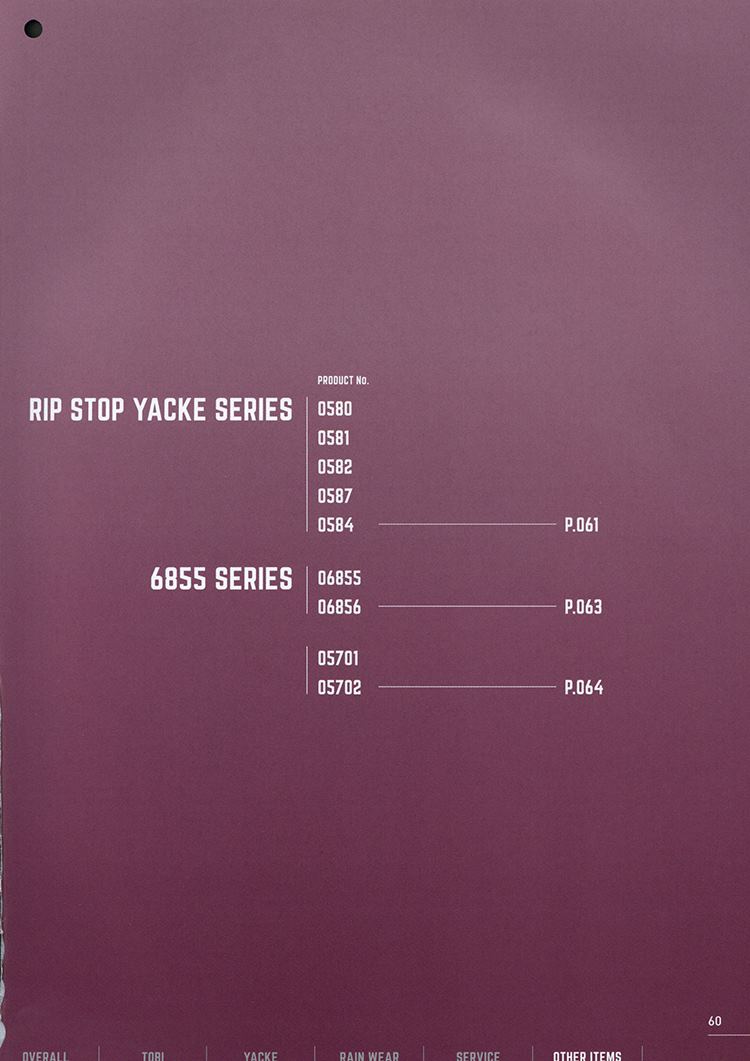 PRODUCT No.
RIP STOP YACKE SERIES
0580
0581
0582
0587
0584 P.061
6855 SERIES
06855
06856 P.063
05701
05702 P.064
60
OVERALL TOBI YACKE RAIN WEAR SERVICE OTHER ITEMS